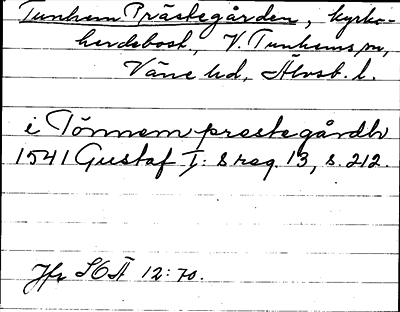 Tunhem Prästegården, kyrko-
herdebost., V. Tunhems sn,
Väne hd, Älvsb. l.
i Tönnem prestegårdh
1541 Gustaf I:s reg. 13, s. 212.
Jfr SOÄ 12:70.